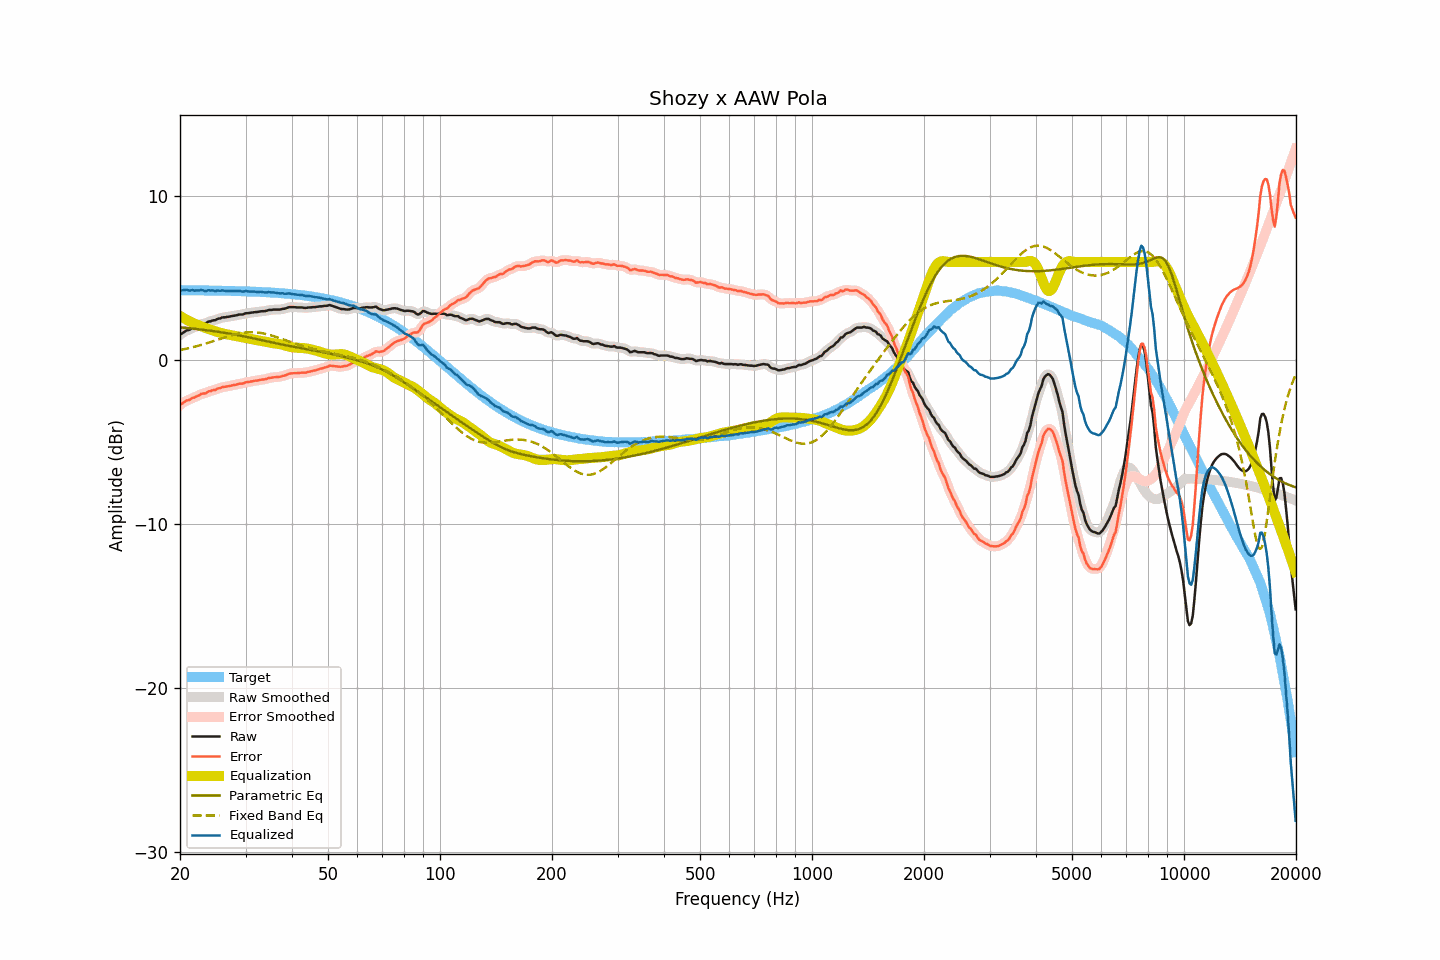 Shozy x AAW Pola
10
0
−10
−20
−30
Amplitude (dBr)
Target
Raw Smoothed
Error Smoothed
Raw
Error
Equalization
Parametric Eq
Fixed Band Eq
Equalized
20 50 100 200 500 1000 2000 5000 10000 20000
Frequency (Hz)